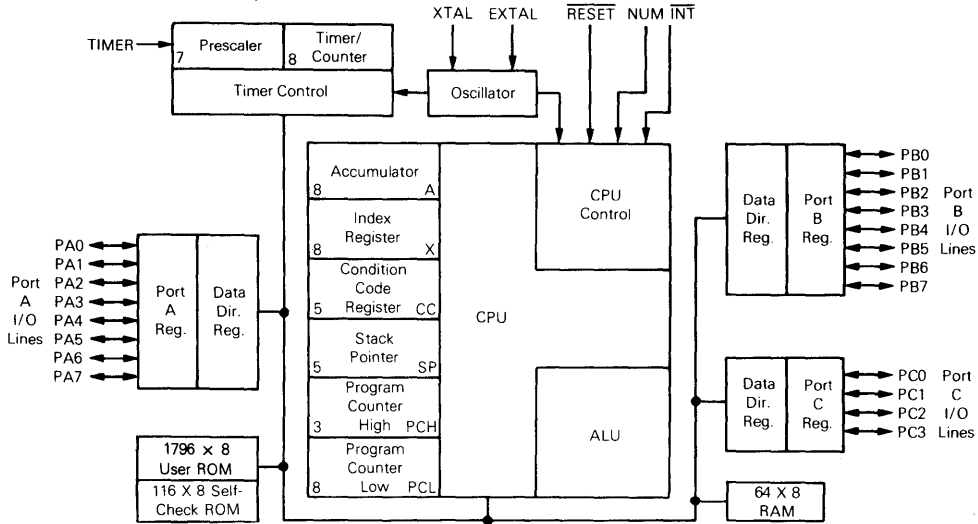 XTAL EXTAL RESET NUM INT
TIMER
7 Prescaler
8 Timer/
Counter
Timer Control
Oscillator
8 Accumulator A
Index
8 Register X
Condition
Code
5 Register CC
Stack
5 Pointer SP
Program
Counter
3 High PCH
Program
Counter
8 Low PCL
CPU
CPU
Control
ALU
Port
A
I/O
Lines
PA0
PA1
PA2
PA3
PA4
PA5
PA6
PA7
Port
A
Reg.
Data
Dir.
Reg.
1796 X 8
User ROM
116 X 8 Self-
Check ROM
Data
Dir.
Reg.
Port
B
Reg.
PB0
PB1
PB2
PB3
PB4
PB5
PB6
PB7
Port
B
I/O
Lines
Data
Dir.
Reg.
Port
C
Reg.
PC0
PC1
PC2
PC3
Port
C
I/O
Lines
64 X 8
RAM